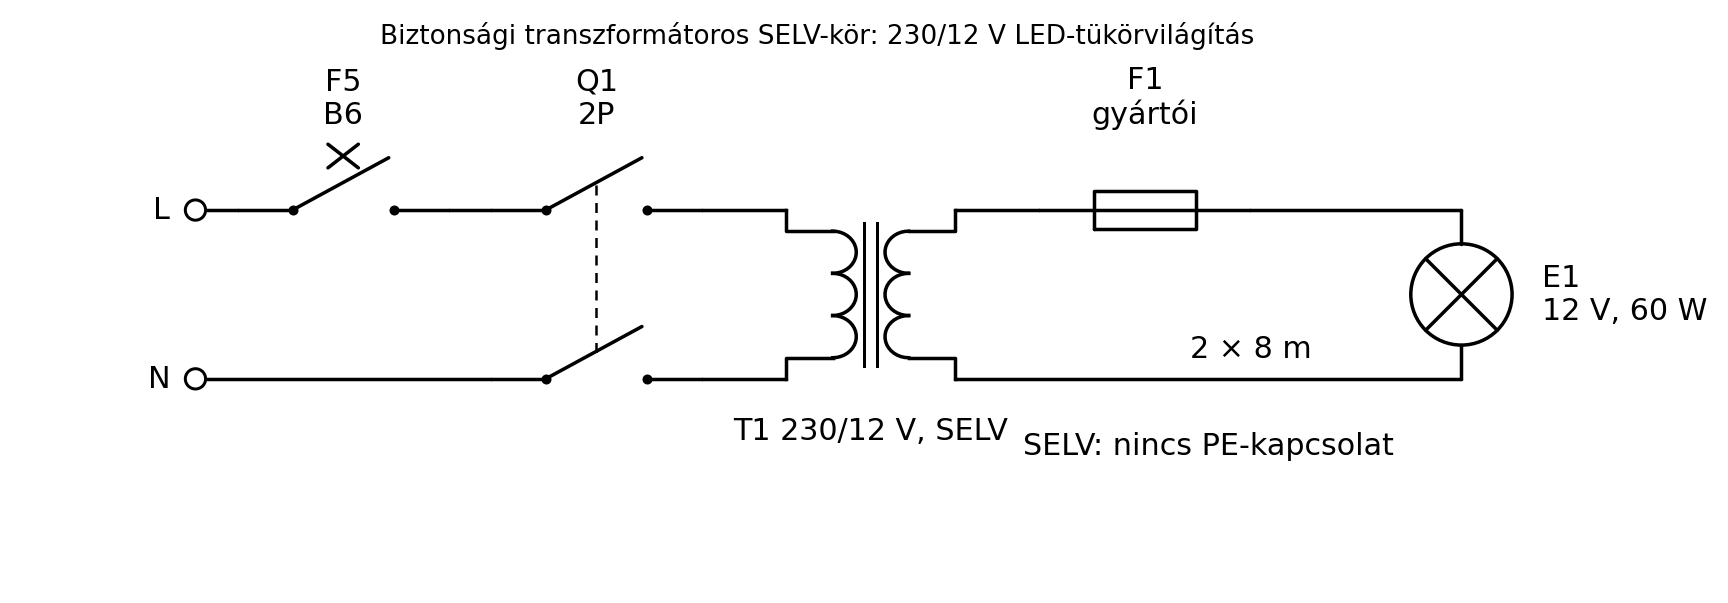 Biztonsági transzformátoros SELV-kör: 230/12 V LED-tükörvilágítás
F5
B6
Q1
2P
F1
gyártói
L
N
E1
12 V, 60 W
2 × 8 m
T1 230/12 V, SELV
SELV: nincs PE-kapcsolat